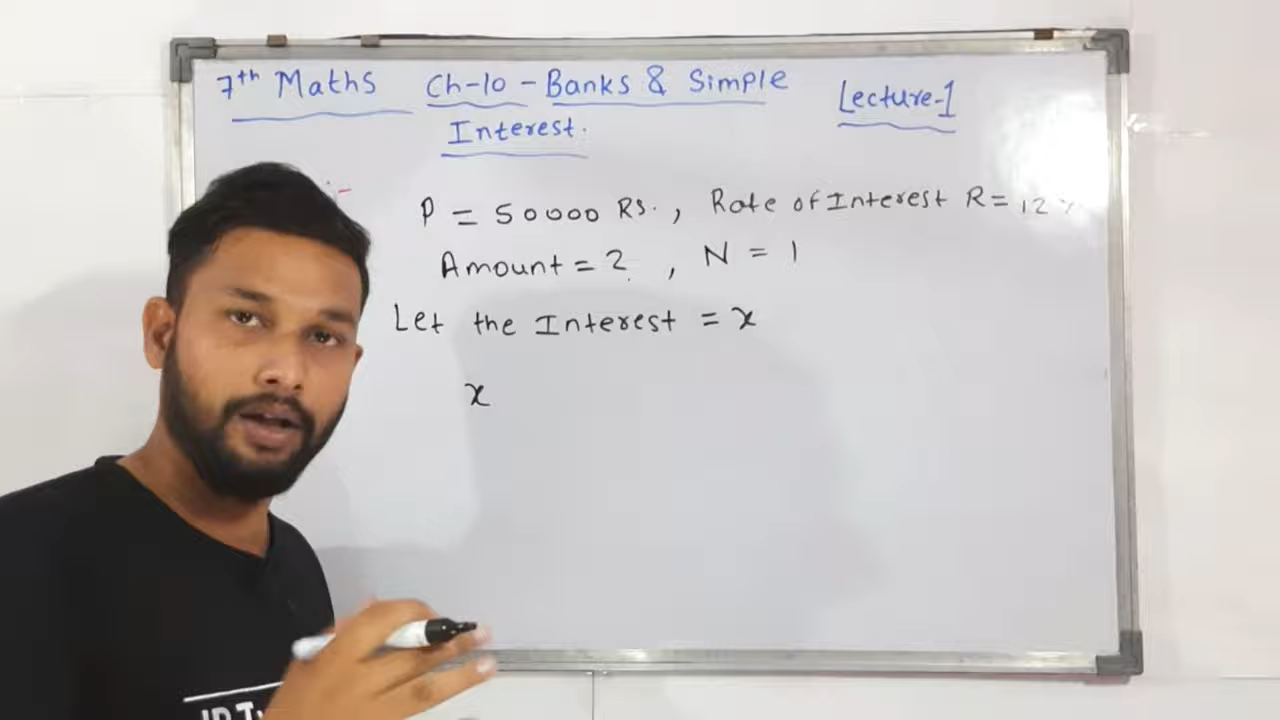 7th Maths Ch-10 - Banks & Simple Interest. Lecture-1
P = 50000 Rs. , Rate of Interest R = 12%
Amount = ? , N = 1
Let the Interest = x
x